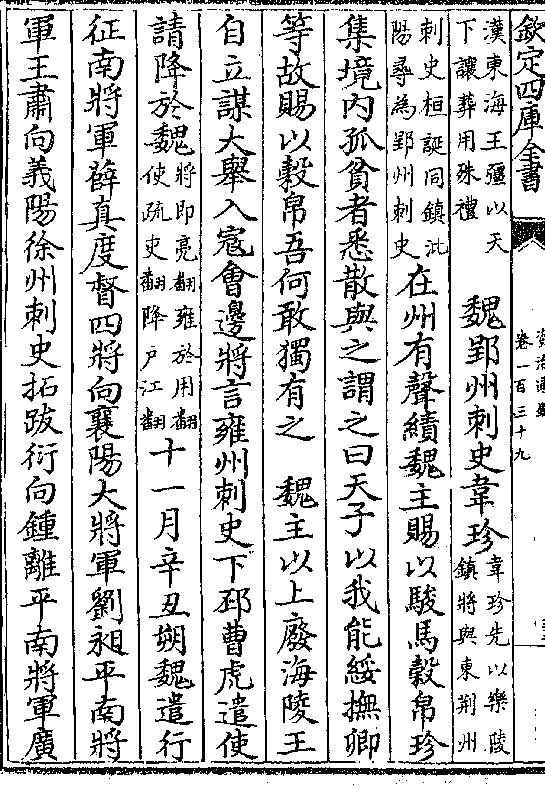 欽定四庫全書
資治通鑑
卷一百三十九
漢東海王彊以天
下讓葬用殊禮
魏郢州刺史韋珍
韋珍先以樂陵
鎮將與東荆州
刺史桓誕同鎮沘
陽尋為郢州刺史
在州有聲績魏主賜以駿馬榖帛珍
集境内孤貧者悉散與之謂之曰天子以我能綏撫卿
等故賜以榖帛吾何敢獨有之 魏主以上廢海陵王
自立謀大舉入寇會邊將言雍州刺史下邳曹虎遣使
請降於魏
將即亮翻雍於用翻
使疏史翻降戶江翻
十一月辛丑朔魏遣行
征南將軍薛真度督四將向襄陽大將軍劉昶平南將
軍王肅向義陽徐州刺史拓跋衍向鍾離平南將軍廣